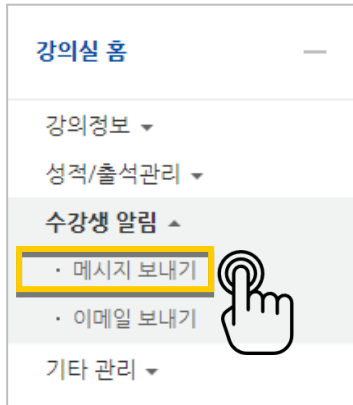 강의실 홈
강의정보
성적/출석관리
수강생 알림
· 메시지 보내기
· 이메일 보내기
기타 관리